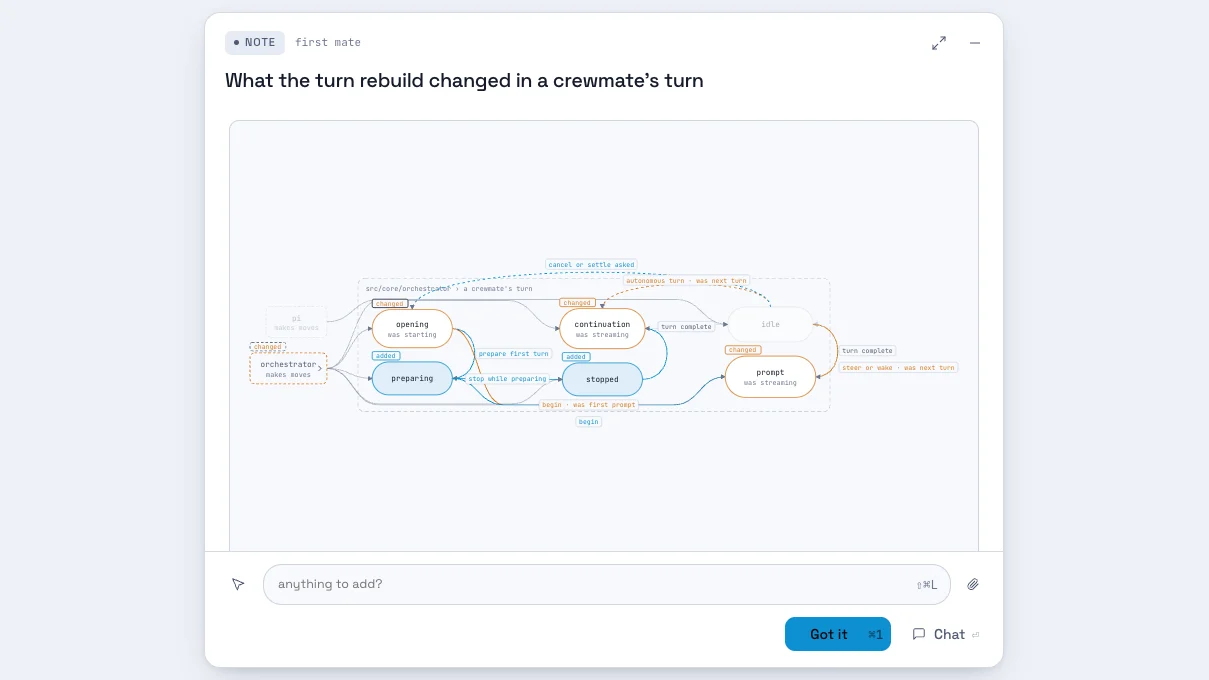 NOTE first mate
What the turn rebuild changed in a crewmate's turn
cancel or settle asked
autonomous turn · was next turn
src/core/orchestrator › a crewmate's turn
changed
opening
was starting
changed
continuation
was streaming
turn complete
idle
pi
makes moves
changed
orchestrator
makes moves
added
preparing
prepare first turn
stop while preparing
added
stopped
changed
prompt
was streaming
turn complete
steer or wake · was next turn
begin · was first prompt
begin
anything to add? ⇧⌘L
Got it ⌘1 Chat ⏎